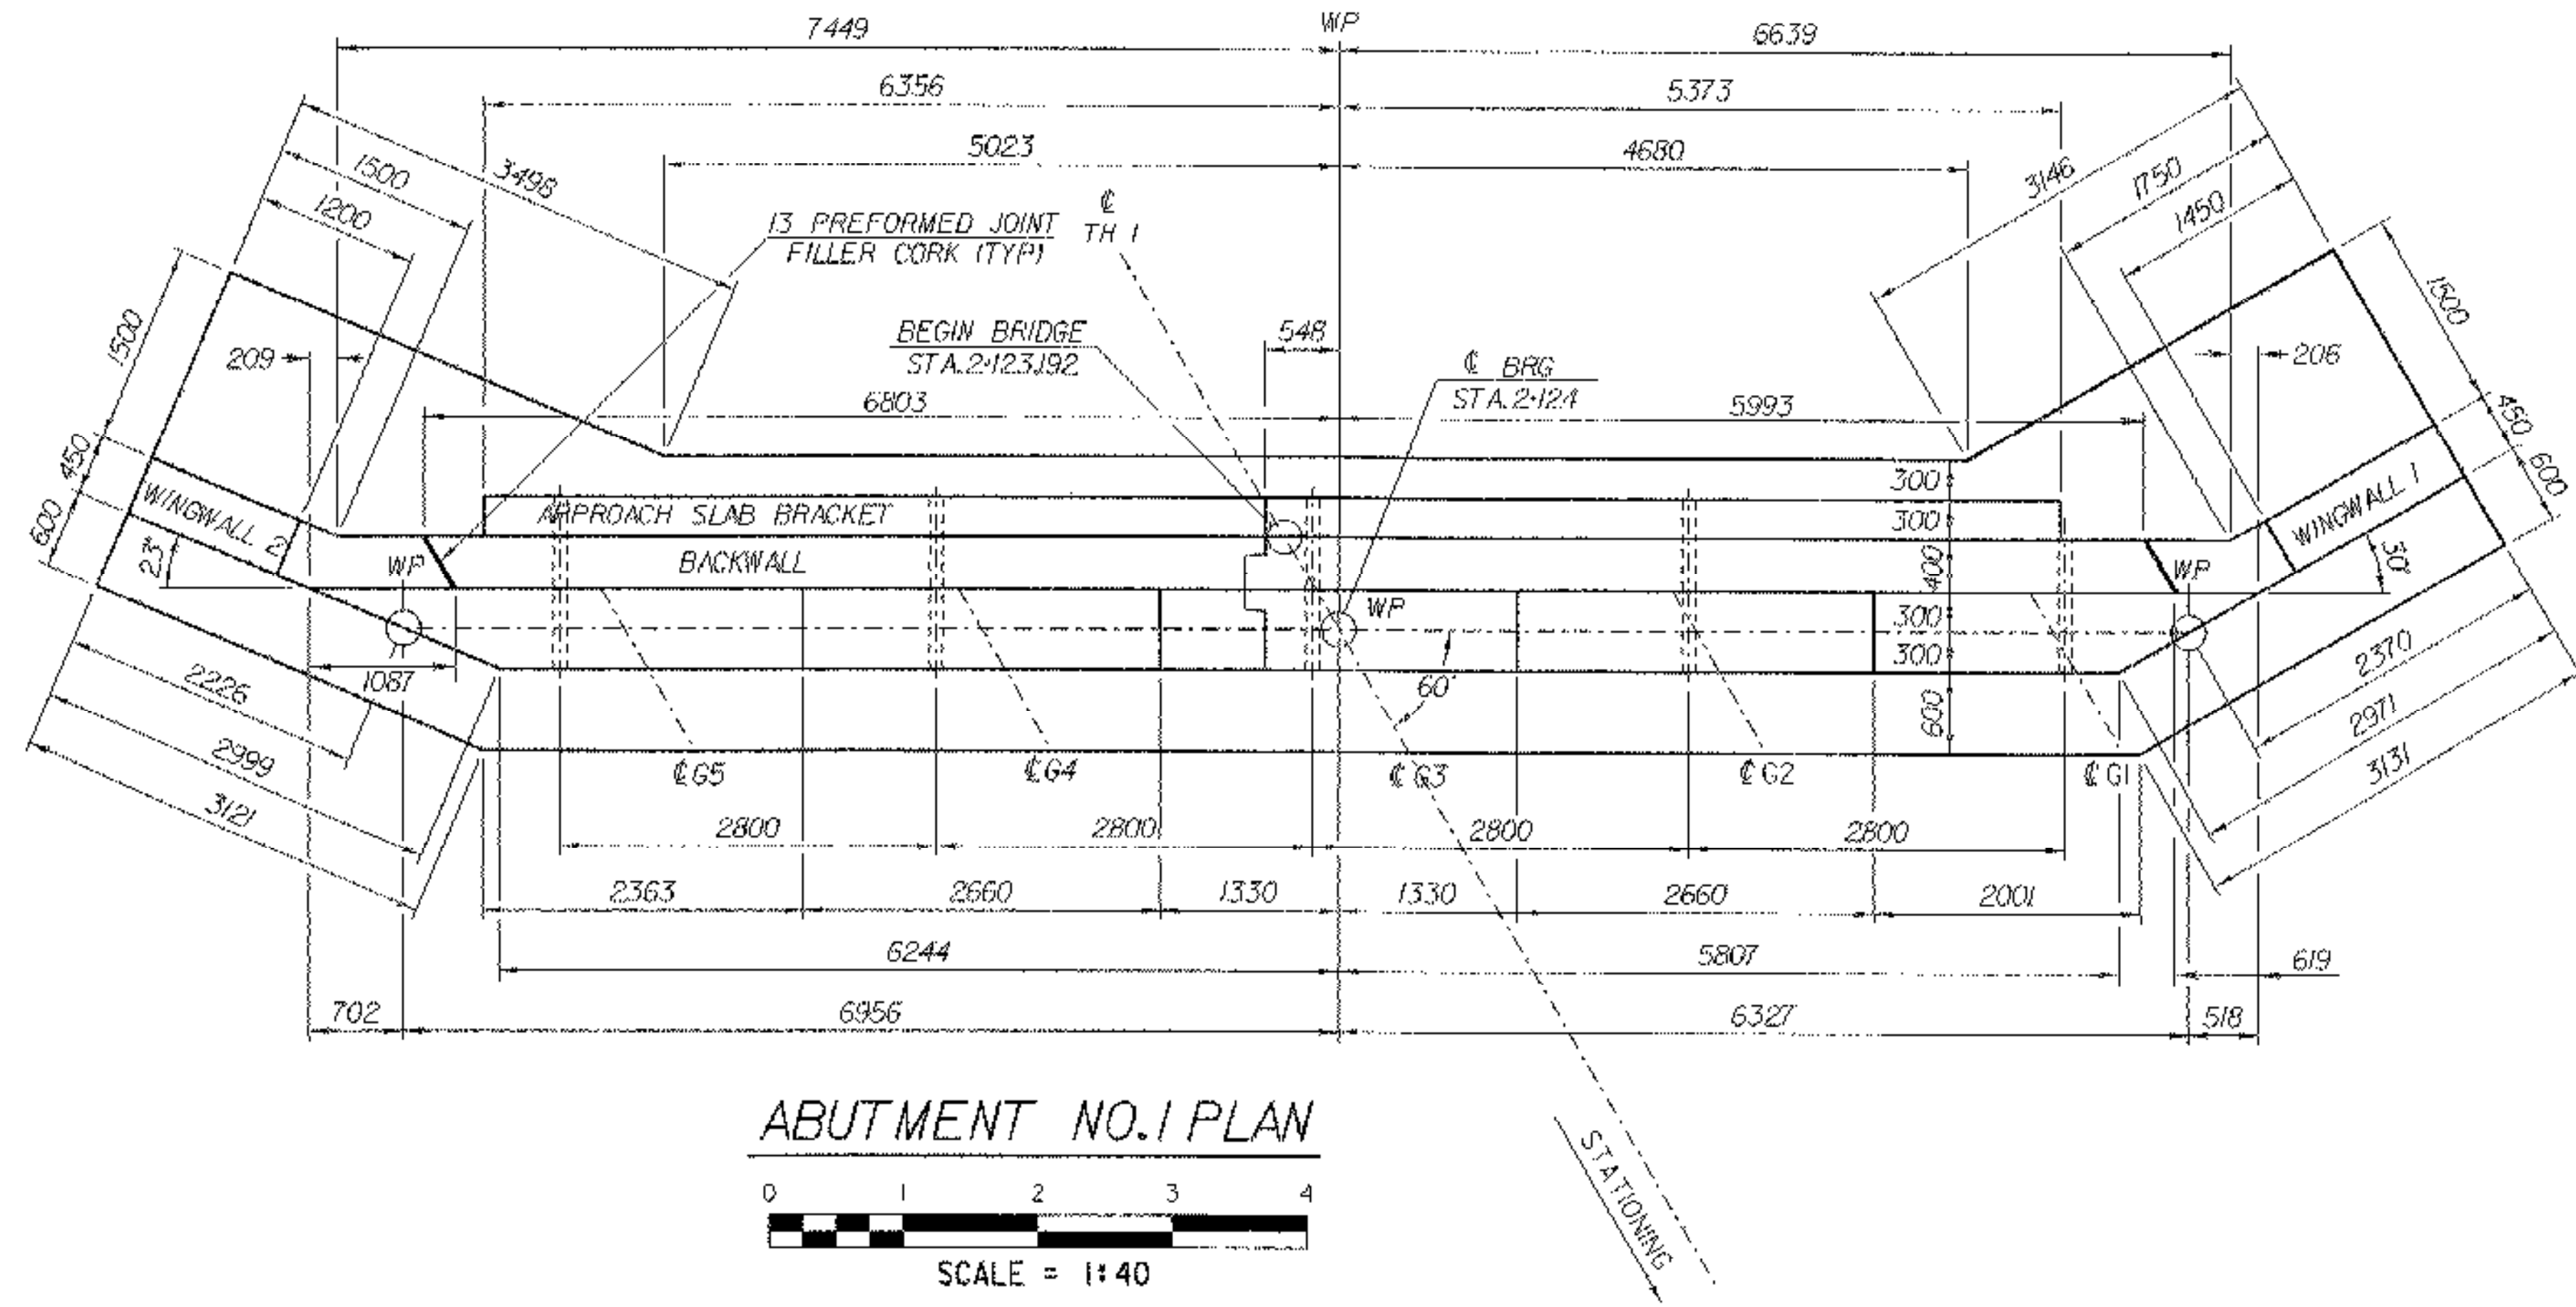 WP
7449
6639
6356
5373
5023
4680
3498
1500
1200
3146
1750
1450
13 PREFORMED JOINT
FILLER CORK (TYP)
℄
TH 1
BEGIN BRIDGE
STA.2+123.192
548
℄ BRG
STA.2+124
1500
209
206
1500
6803
5993
450
600
450
600
WINGWALL 2
23°
APPROACH SLAB BRACKET
BACKWALL
WP
WP
WP
WINGWALL 1
30°
300
300
400
300
300
600
60°
1087
2226
2999
3121
2370
2971
3131
℄ G5
℄ G4
℄ G3
℄ G2
℄ G1
2800
2800
2800
2800
2363
2660
1330
1330
2660
2001
6244
5807
619
702
6956
6327
518
ABUTMENT NO. 1 PLAN
0 1 2 3 4
SCALE = 1:40
STATIONING